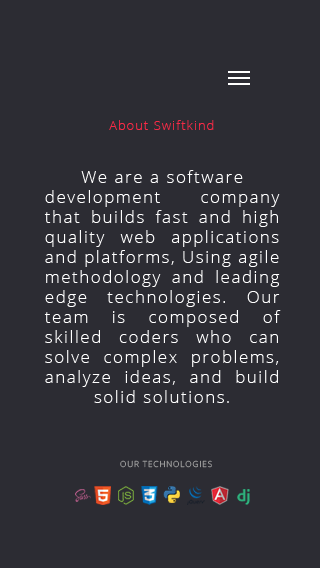 About Swiftkind
We are a software
development company
that builds fast and high
quality web applications
and platforms, Using agile
methodology and leading
edge technologies. Our
team is composed of
skilled coders who can
solve complex problems,
analyze ideas, and build
solid solutions.
OUR TECHNOLOGIES
Sass 5 JS 3 A dj